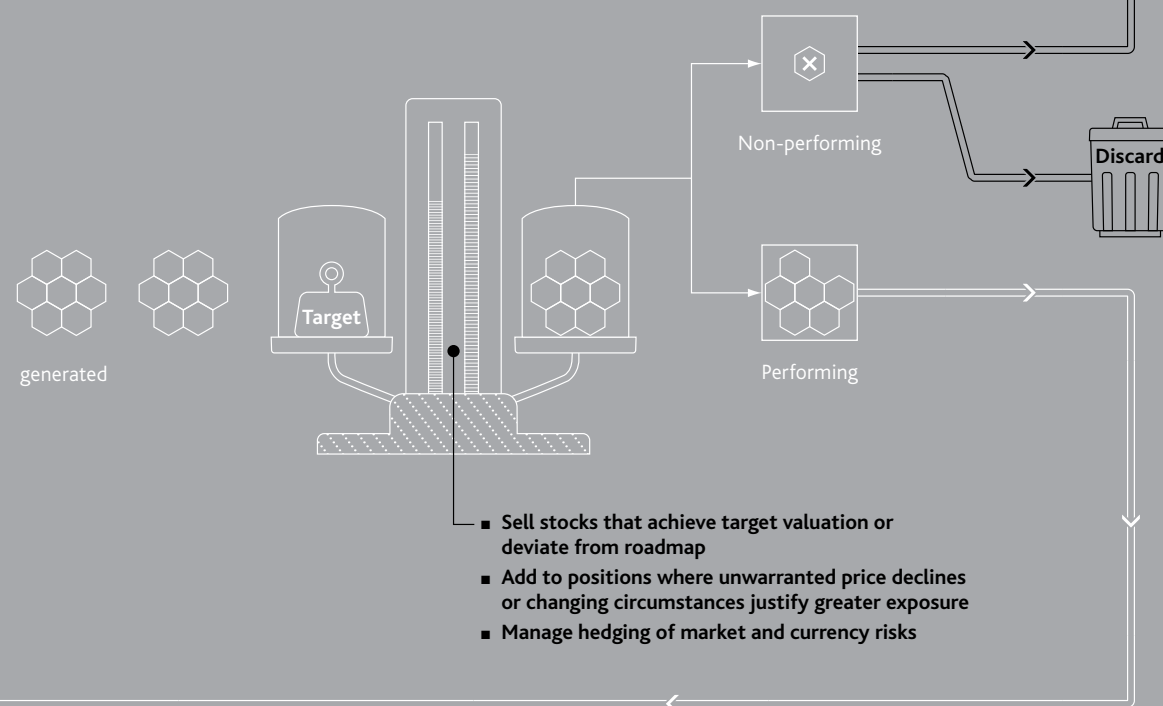 Non-performing
Discard
Target
generated
Performing
■ Sell stocks that achieve target valuation or
deviate from roadmap
■ Add to positions where unwarranted price declines
or changing circumstances justify greater exposure
■ Manage hedging of market and currency risks